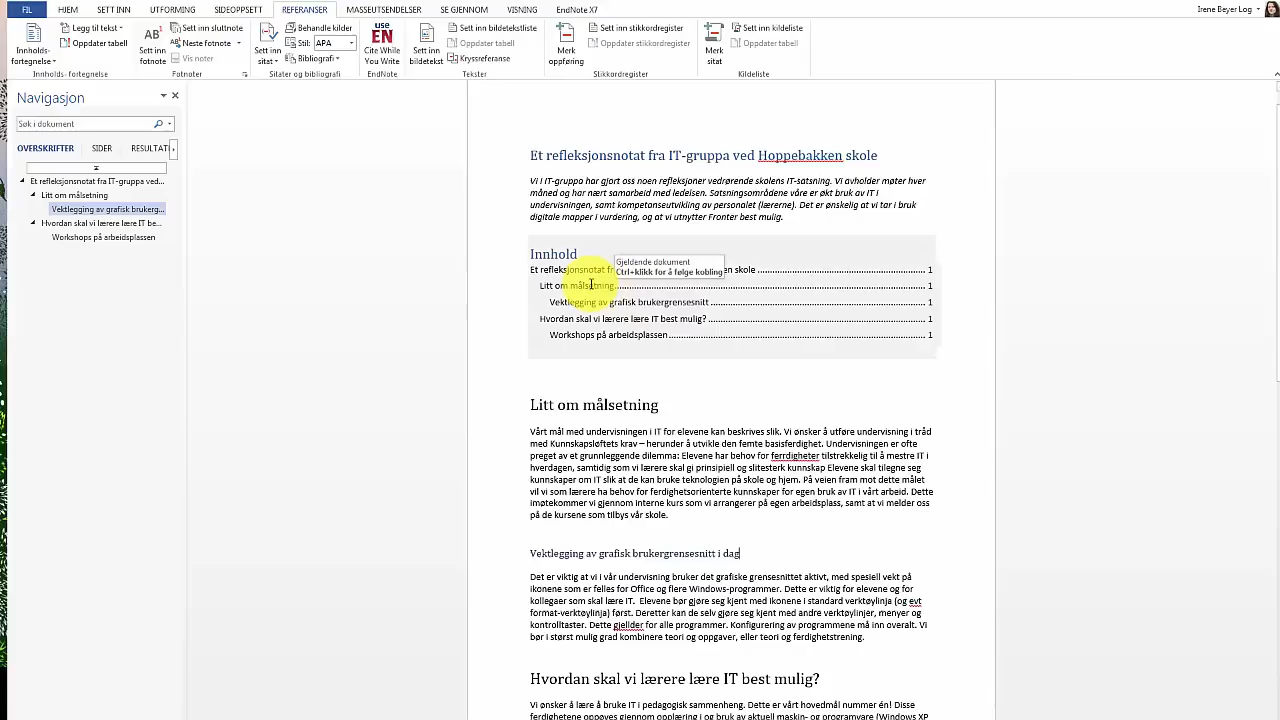 FIL HJEM SETT INN UTFORMING SIDEOPPSETT REFERANSER MASSEUTSENDELSER SE GJENNOM VISNING EndNote X7 Irene Beyer Log
Innholds-
fortegnelse
Legg til tekst
Oppdater tabell
Innholds- fortegnelse
AB¹
Sett inn
fotnote
Sett inn sluttnote
Neste fotnote
Vis noter
Fotnoter
Sett inn
sitat
Behandle kilder
Stil: APA
Bibliografi
Sitater og bibliografi
use
EN
Cite While
You Write
EndNote
Sett inn
bildetekst
Sett inn bildetekstliste
Oppdater tabell
Kryssreferanse
Tekster
Merk
oppføring
Sett inn stikkordregister
Oppdater stikkordregister
Stikkordregister
Merk
sitat
Sett inn kildeliste
Oppdater tabell
Kildeliste
Navigasjon
Søk i dokument
OVERSKRIFTER SIDER RESULTATI
Et refleksjonsnotat fra IT-gruppa ved...
Litt om målsetning
Vektlegging av grafisk brukerg...
Hvordan skal vi lærere lære IT be...
Workshops på arbeidsplassen
Et refleksjonsnotat fra IT-gruppa ved Hoppebakken skole
Vi i IT-gruppa har gjort oss noen refleksjoner vedrørende skolens IT-satsning. Vi avholder møter hver
måned og har nært samarbeid med ledelsen. Satsningsområdene våre er økt bruk av IT i
undervisningen, samt kompetanseutvikling av personalet (lærerne). Det er ønskelig at vi tar i bruk
digitale mapper i vurdering, og at vi utnytter Fronter best mulig.
Innhold
Gjeldende dokument
Ctrl+klikk for å følge kobling
Et refleksjonsnotat fr en skole 1
Litt om målsetning 1
Vektlegging av grafisk brukergrensesnitt 1
Hvordan skal vi lærere lære IT best mulig? 1
Workshops på arbeidsplassen 1
Litt om målsetning
Vårt mål med undervisningen i IT for elevene kan beskrives slik. Vi ønsker å utføre undervisning i tråd
med Kunnskapsløftets krav – herunder å utvikle den femte basisferdighet. Undervisningen er ofte
preget av et grunnleggende dilemma: Elevene har behov for ferrdigheter tilstrekkelig til å mestre IT i
hverdagen, samtidig som vi lærere skal gi prinsipiell og slitesterk kunnskap Elevene skal tilegne seg
kunnskaper om IT slik at de kan bruke teknologien på skole og hjem. På veien fram mot dette målet
vil vi som lærere ha behov for ferdighetsorienterte kunnskaper for egen bruk av IT i vårt arbeid. Dette
imøtekommer vi gjennom interne kurs som vi arrangerer på egen arbeidsplass, samt at vi melder oss
på de kursene som tilbys vår skole.
Vektlegging av grafisk brukergrensesnitt i dag
Det er viktig at vi i vår undervisning bruker det grafiske grensesnittet aktivt, med spesiell vekt på
ikonene som er felles for Office og flere Windows-programmer. Dette er viktig for elevene og for
kollegaer som skal lære IT.  Elevene bør gjøre seg kjent med ikonene i standard verktøylinja (og evt
format-verktøylinja) først. Deretter kan de selv gjøre seg kjent med andre verktøylinjer, menyer og
kontrolltaster. Dette gjellder for alle programmer. Konfigurering av programmene må inn overalt. Vi
bør i størst mulig grad kombinere teori og oppgaver, eller teori og ferdighetstrening.
Hvordan skal vi lærere lære IT best mulig?
Vi ønsker å lære å bruke IT i pedagogisk sammenheng. Dette er vårt hovedmål nummer én! Disse
ferdighetene oppøves gjennom opplæring i og bruk av aktuell maskin- og programvare (Windows XP